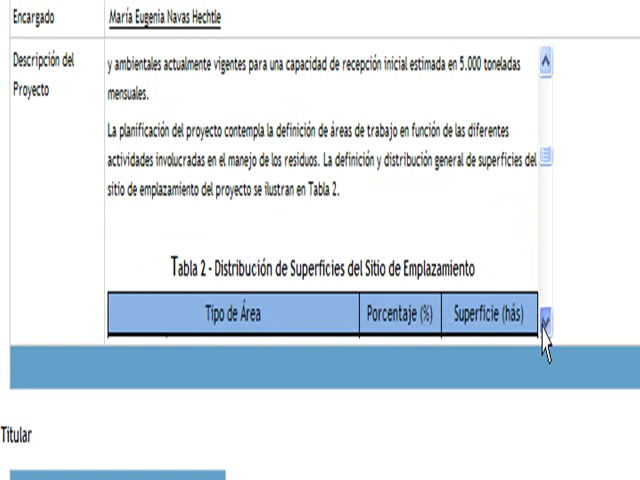 Encargado María Eugenia Navas Hechtle
Descripción del Proyecto
y ambientales actualmente vigentes para una capacidad de recepción inicial estimada en 5.000 toneladas
mensuales.
La planificación del proyecto contempla la definición de áreas de trabajo en función de las diferentes
actividades involucradas en el manejo de los residuos. La definición y distribución general de superficies del
sitio de emplazamiento del proyecto se ilustran en Tabla 2.
Tabla 2 - Distribución de Superficies del Sitio de Emplazamiento
Tipo de Área Porcentaje (%) Superficie (hás)
Titular